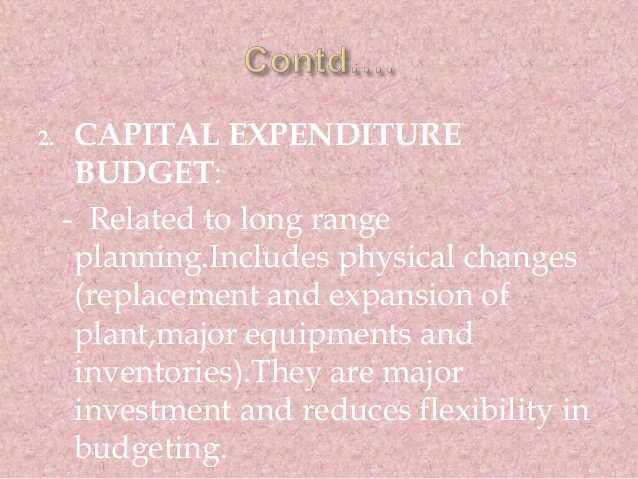 Contd....
2. CAPITAL EXPENDITURE
BUDGET:
- Related to long range
planning.Includes physical changes
(replacement and expansion of
plant,major equipments and
inventories).They are major
investment and reduces flexibility in
budgeting.